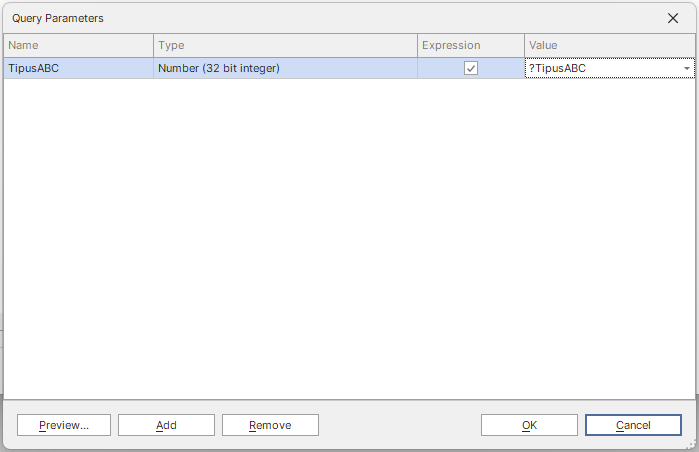 Query Parameters
Name Type Expression Value
TipusABC Number (32 bit integer) ?TipusABC
Preview... Add Remove OK Cancel